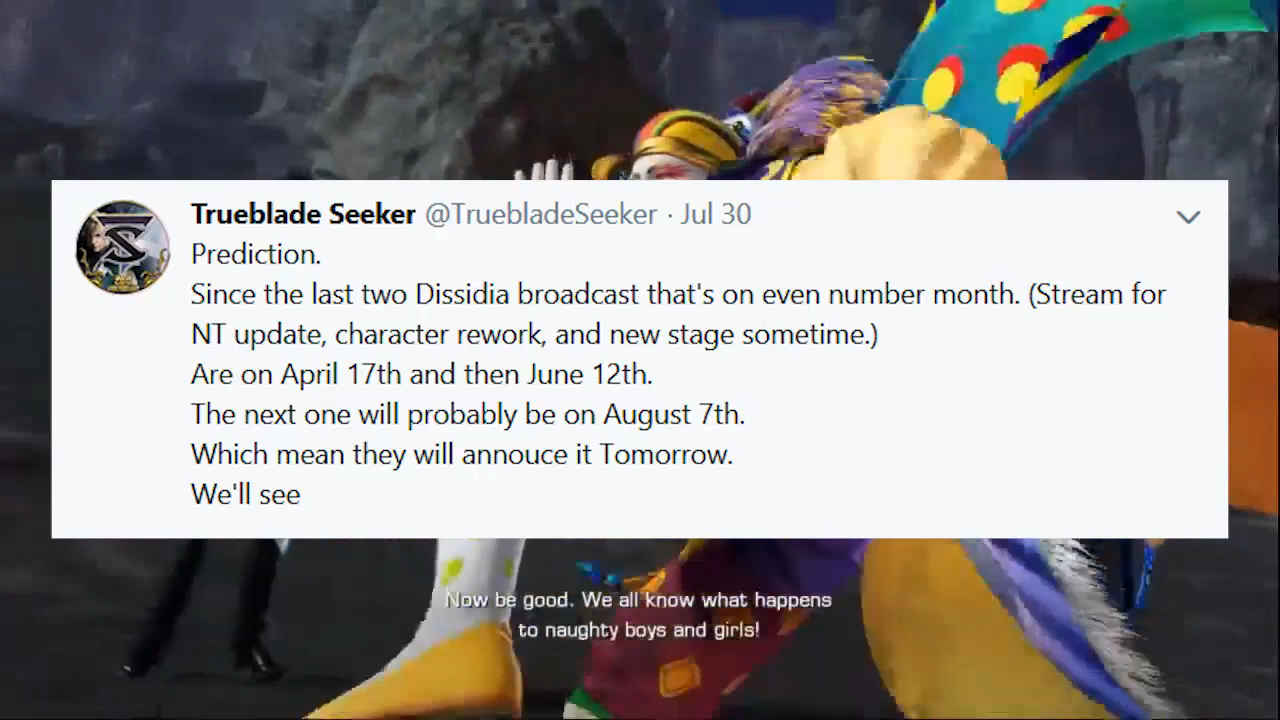 Trueblade Seeker @TruebladeSeeker · Jul 30
Prediction.
Since the last two Dissidia broadcast that's on even number month. (Stream for
NT update, character rework, and new stage sometime.)
Are on April 17th and then June 12th.
The next one will probably be on August 7th.
Which mean they will annouce it Tomorrow.
We'll see
Now be good. We all know what happens
to naughty boys and girls!